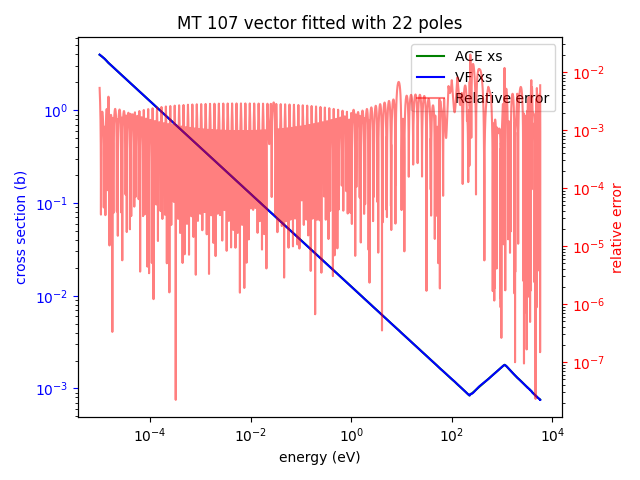 MT 107 vector fitted with 22 poles
ACE xs
VF xs
Relative error
cross section (b)
10^0
10^-1
10^-2
10^-3
relative error
10^-2
10^-3
10^-4
10^-5
10^-6
10^-7
10^-4
10^-2
10^0
10^2
10^4
energy (eV)